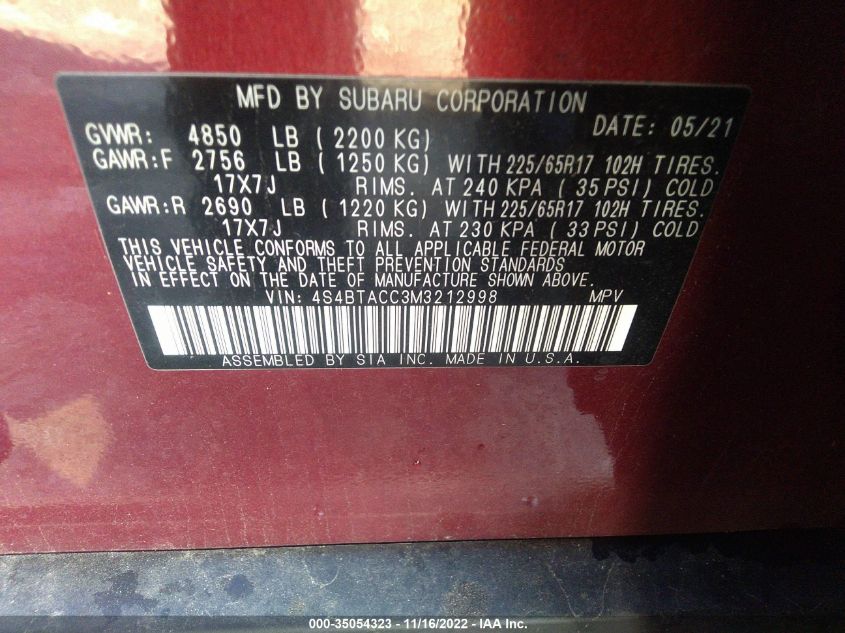 MFD BY SUBARU CORPORATION
GVWR: 4850 LB (2200 KG) DATE: 05/21
GAWR:F 2756 LB (1250 KG) WITH 225/65R17 102H TIRES.
17X7J RIMS. AT 240 KPA (35 PSI) COLD
GAWR:R 2690 LB (1220 KG) WITH 225/65R17 102H TIRES.
17X7J RIMS. AT 230 KPA (33 PSI) COLD
THIS VEHICLE CONFORMS TO ALL APPLICABLE FEDERAL MOTOR
VEHICLE SAFETY AND THEFT PREVENTION STANDARDS
IN EFFECT ON THE DATE OF MANUFACTURE SHOWN ABOVE.
VIN: 4S4BTACC3M3212998 MPV
ASSEMBLED BY SIA INC. MADE IN U.S.A.
000-35054323 - 11/16/2022 - IAA Inc.